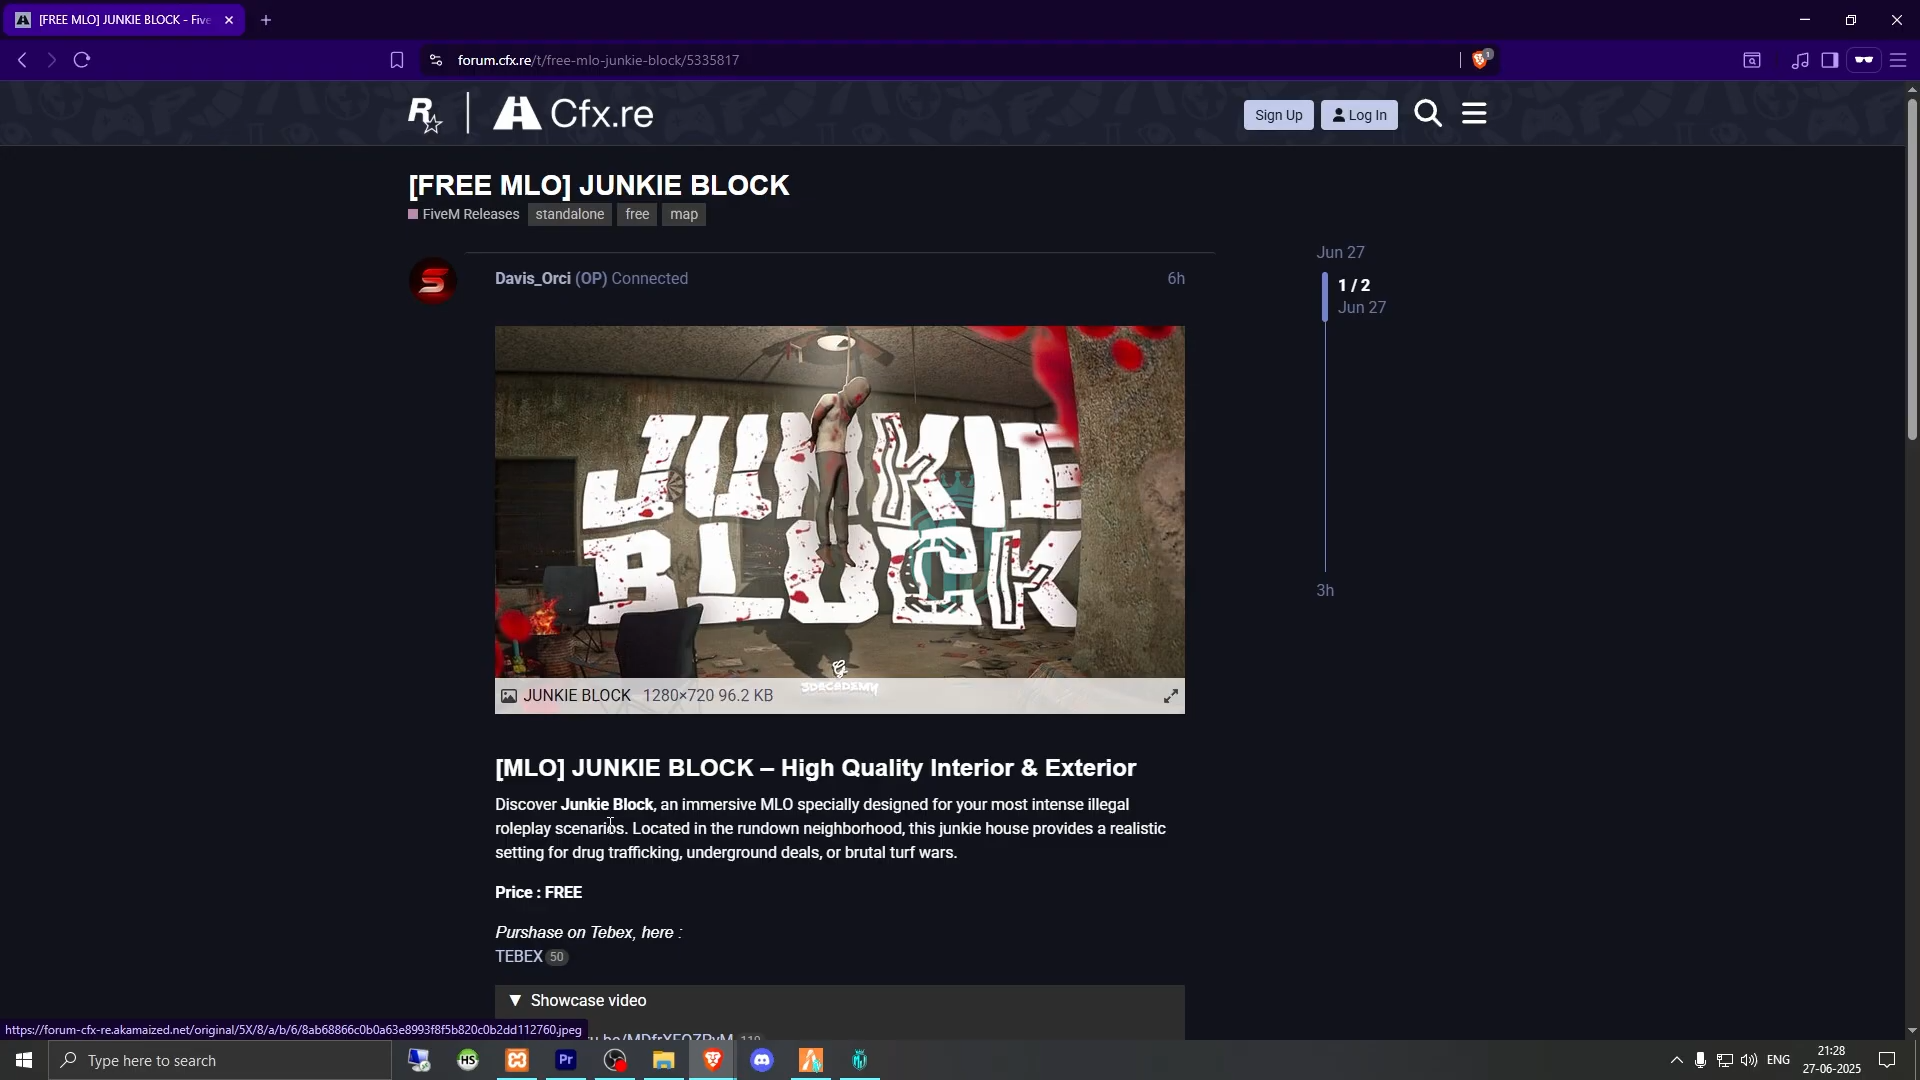 [FREE MLO] JUNKIE BLOCK - Five
forum.cfx.re/t/free-mlo-junkie-block/5335817
1
R
Cfx.re
Sign Up
Log In
[FREE MLO] JUNKIE BLOCK
FiveM Releases standalone free map
Jun 27
Davis_Orci (OP) Connected 6h
1 / 2
Jun 27
JUNKIE
BLOCK
3h
3DACADEMY
JUNKIE BLOCK 1280×720 96.2 KB
[MLO] JUNKIE BLOCK – High Quality Interior & Exterior
Discover Junkie Block, an immersive MLO specially designed for your most intense illegal
roleplay scenarios. Located in the rundown neighborhood, this junkie house provides a realistic
setting for drug trafficking, underground deals, or brutal turf wars.
Price : FREE
Purshase on Tebex, here :
TEBEX 50
▼ Showcase video
https://forum-cfx-re.akamaized.net/original/5X/8/a/b/6/8ab68866c0b0a63e8993f8f5b820c0b2dd112760.jpeg
Type here to search
HS
Pr
ENG
21:28
27-06-2025